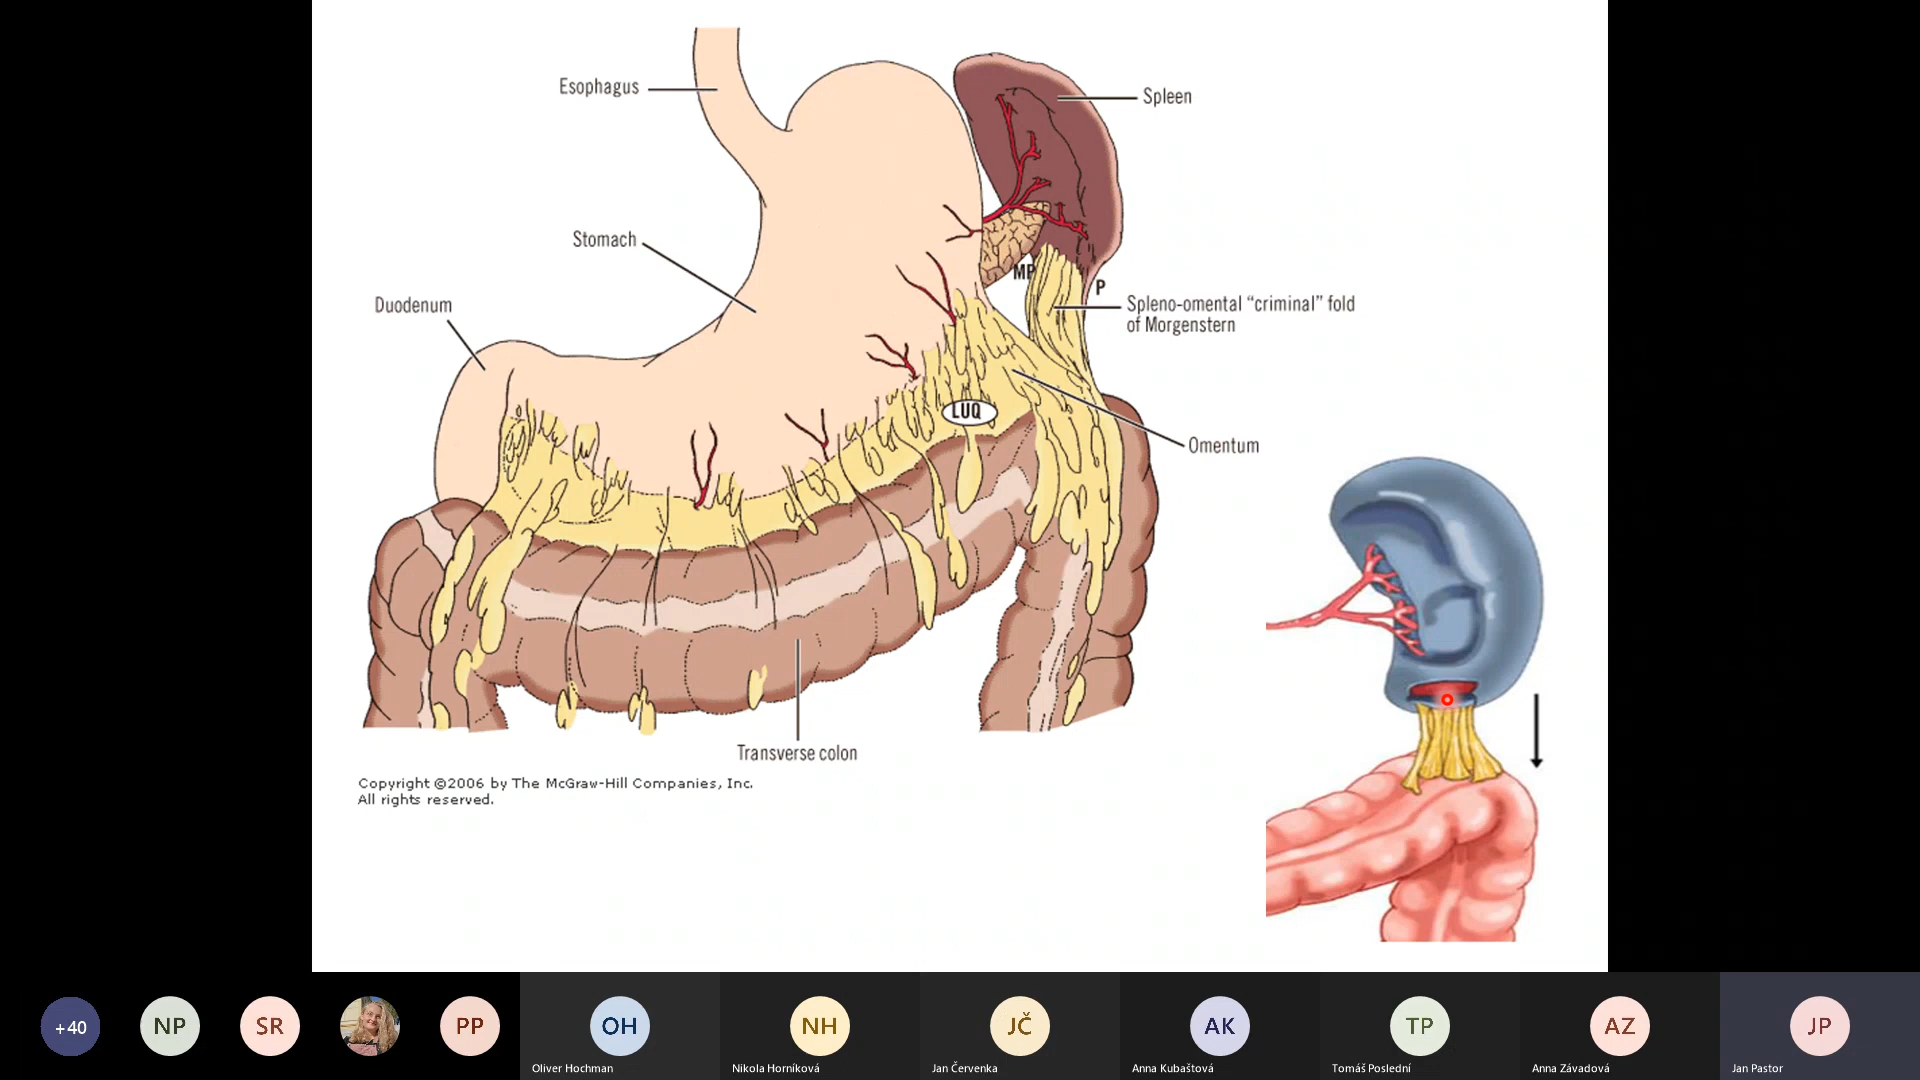 Esophagus
Spleen
Stomach
MP
P
Duodenum
Spleno-omental “criminal” fold
of Morgenstern
LUQ
Omentum
Transverse colon
Copyright ©2006 by The McGraw-Hill Companies, Inc.
All rights reserved.
+40
NP
SR
PP
OH
NH
JČ
AK
TP
AZ
JP
Oliver Hochman
Nikola Horníková
Jan Červenka
Anna Kubaštová
Tomáš Poslední
Anna Závadová
Jan Pastor